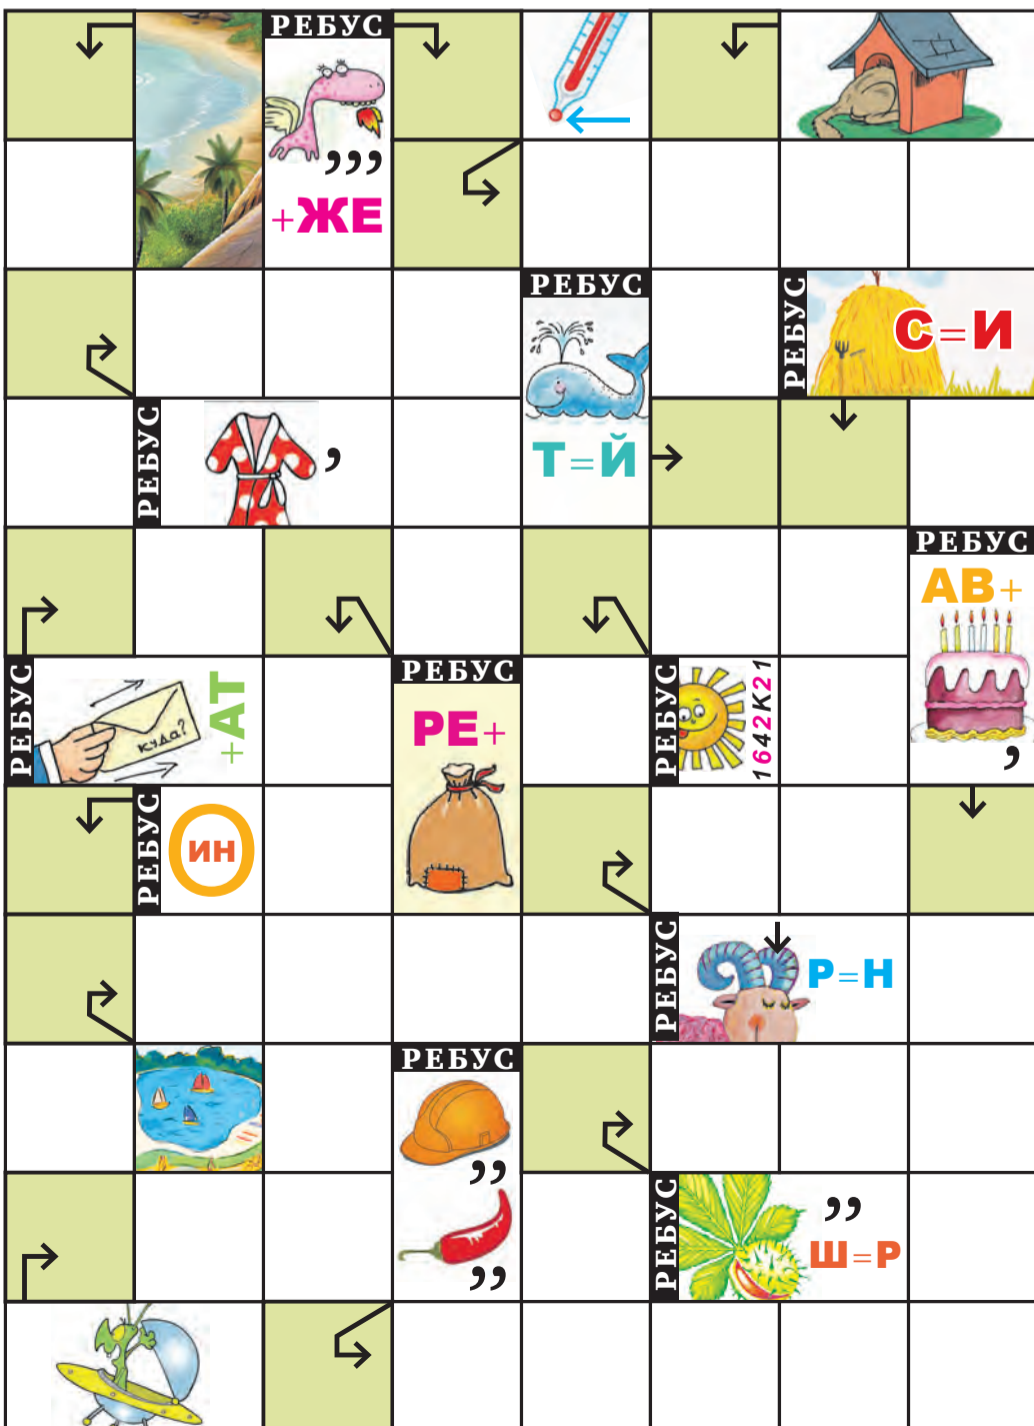 РЕБУС
,,,
+ЖЕ
РЕБУС
Т=Й
РЕБУС
С=И
РЕБУС
,
РЕБУС
АВ+
,
РЕБУС
куда?
+АТ
РЕБУС
РЕ+
РЕБУС
1642К21
РЕБУС
ИН
РЕБУС
Р=Н
РЕБУС
,,
,,
РЕБУС
,,
Ш=Р